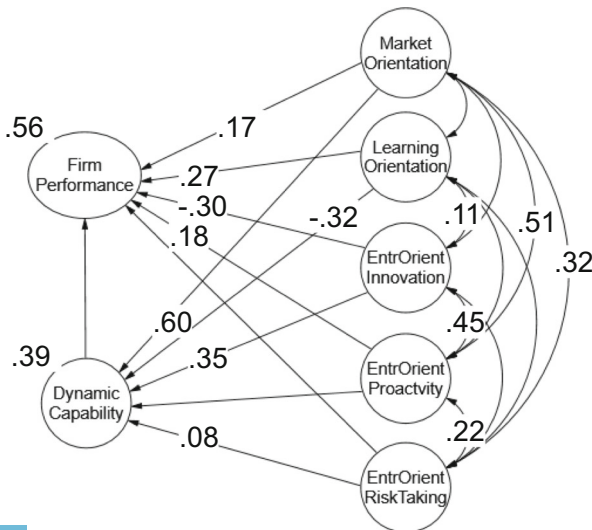 Market
Orientation
.56
.17
Firm
Performance
Learning
Orientation
.27
-.30
-.32
.11
.51
.18
EntrOrient
Innovation
.32
.60
.45
.39
.35
Dynamic
Capability
EntrOrient
Proactvity
.08
.22
EntrOrient
RiskTaking